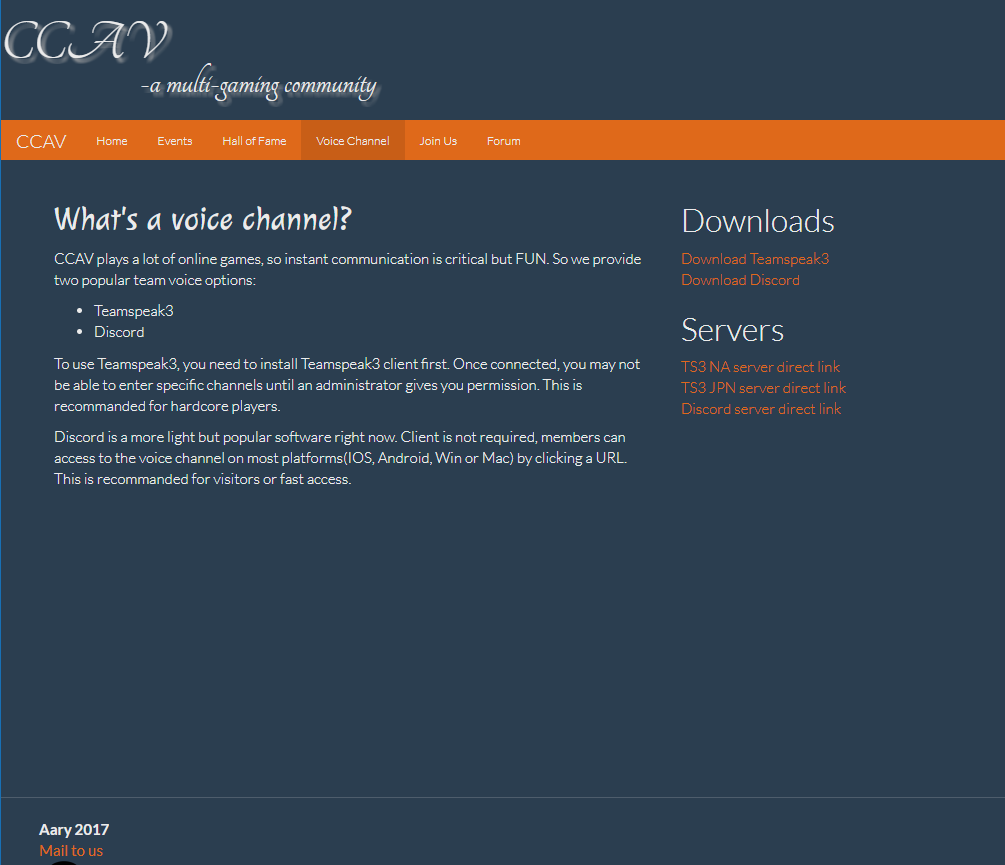 CCAV
-a multi-gaming community
CCAV Home Events Hall of Fame Voice Channel Join Us Forum
What's a voice channel?
CCAV plays a lot of online games, so instant communication is critical but FUN. So we provide
two popular team voice options:
• Teamspeak3
• Discord
To use Teamspeak3, you need to install Teamspeak3 client first. Once connected, you may not
be able to enter specific channels until an administrator gives you permission. This is
recommanded for hardcore players.
Discord is a more light but popular software right now. Client is not required, members can
access to the voice channel on most platforms(IOS, Android, Win or Mac) by clicking a URL.
This is recommanded for visitors or fast access.
Downloads
Download Teamspeak3
Download Discord
Servers
TS3 NA server direct link
TS3 JPN server direct link
Discord server direct link
Aary 2017
Mail to us